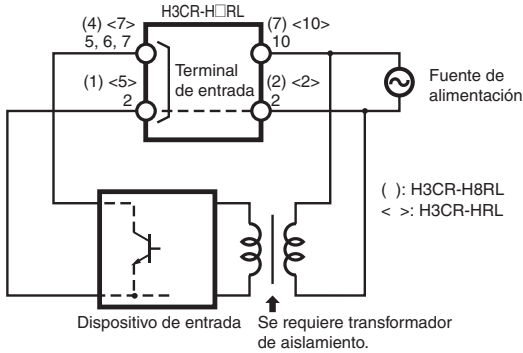 H3CR-H□RL
(4) <7>
5, 6, 7
(7) <10>
10
Terminal
de entrada
(1) <5>
2
(2) <2>
2
Fuente de
alimentación
( ): H3CR-H8RL
< >: H3CR-HRL
Dispositivo de entrada
Se requiere transformador
de aislamiento.